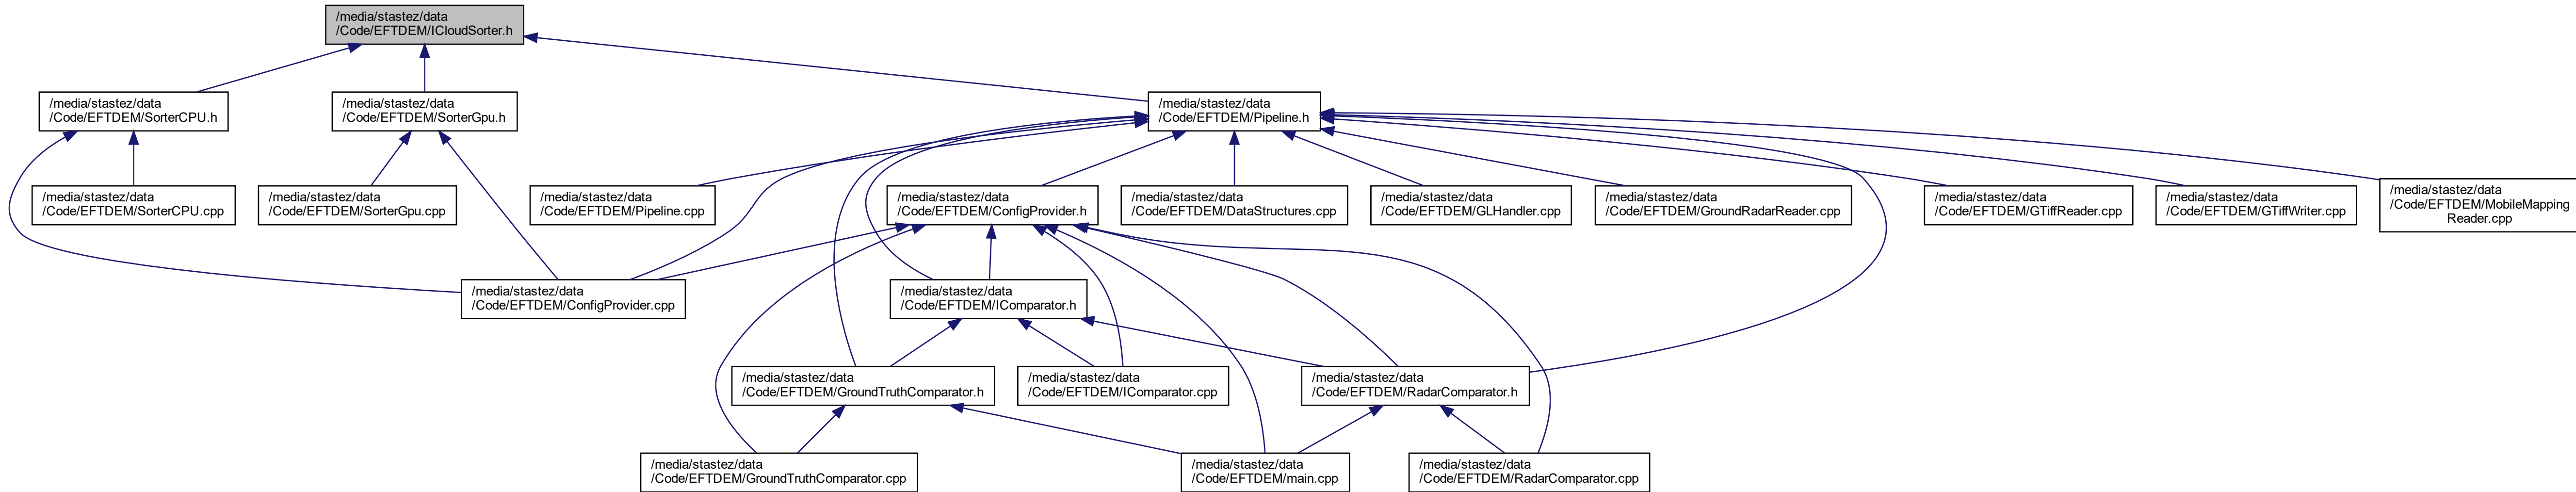 /media/stastez/data
/Code/EFTDEM/ICloudSorter.h
/media/stastez/data
/Code/EFTDEM/SorterCPU.h
/media/stastez/data
/Code/EFTDEM/SorterGpu.h
/media/stastez/data
/Code/EFTDEM/Pipeline.h
/media/stastez/data
/Code/EFTDEM/SorterCPU.cpp
/media/stastez/data
/Code/EFTDEM/SorterGpu.cpp
/media/stastez/data
/Code/EFTDEM/Pipeline.cpp
/media/stastez/data
/Code/EFTDEM/ConfigProvider.h
/media/stastez/data
/Code/EFTDEM/DataStructures.cpp
/media/stastez/data
/Code/EFTDEM/GLHandler.cpp
/media/stastez/data
/Code/EFTDEM/GroundRadarReader.cpp
/media/stastez/data
/Code/EFTDEM/GTiffReader.cpp
/media/stastez/data
/Code/EFTDEM/GTiffWriter.cpp
/media/stastez/data
/Code/EFTDEM/MobileMapping
Reader.cpp
/media/stastez/data
/Code/EFTDEM/ConfigProvider.cpp
/media/stastez/data
/Code/EFTDEM/IComparator.h
/media/stastez/data
/Code/EFTDEM/GroundTruthComparator.h
/media/stastez/data
/Code/EFTDEM/IComparator.cpp
/media/stastez/data
/Code/EFTDEM/RadarComparator.h
/media/stastez/data
/Code/EFTDEM/GroundTruthComparator.cpp
/media/stastez/data
/Code/EFTDEM/main.cpp
/media/stastez/data
/Code/EFTDEM/RadarComparator.cpp